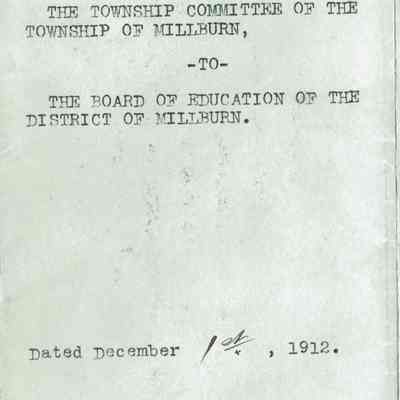 THE TOWNSHIP COMMITTEE OF THE
TOWNSHIP OF MILLBURN,
-TO-
THE BOARD OF EDUCATION OF THE
DISTRICT OF MILLBURN.
Dated December 1st, 1912.